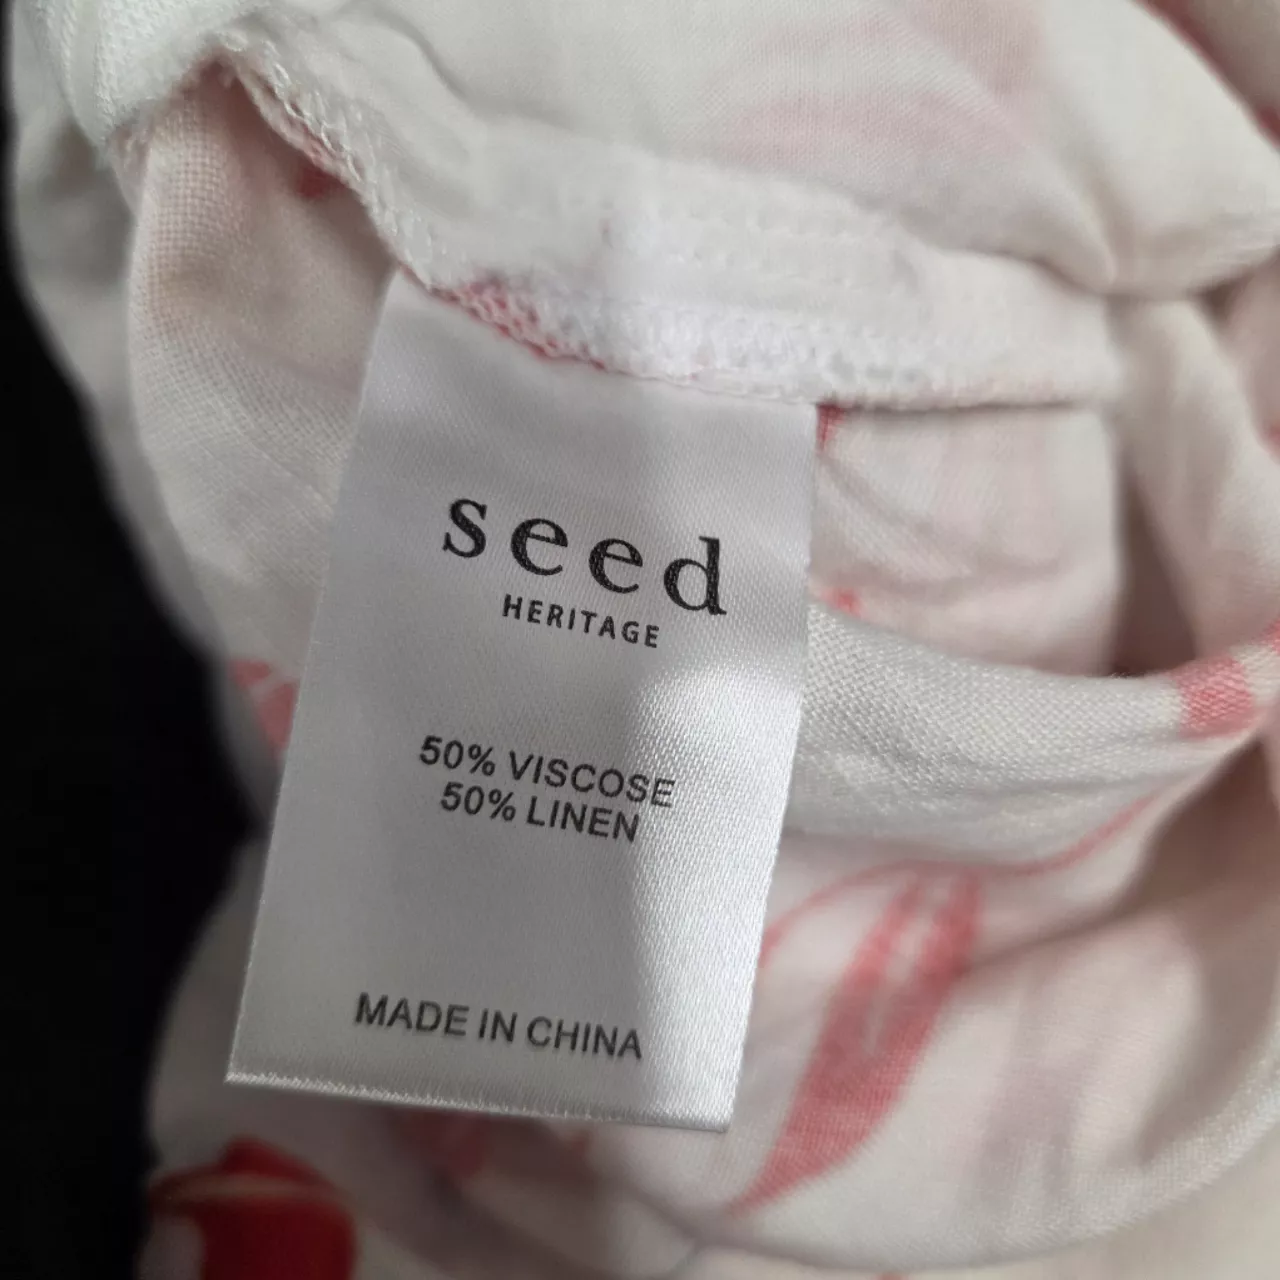 seed
HERITAGE
50% VISCOSE
50% LINEN
MADE IN CHINA